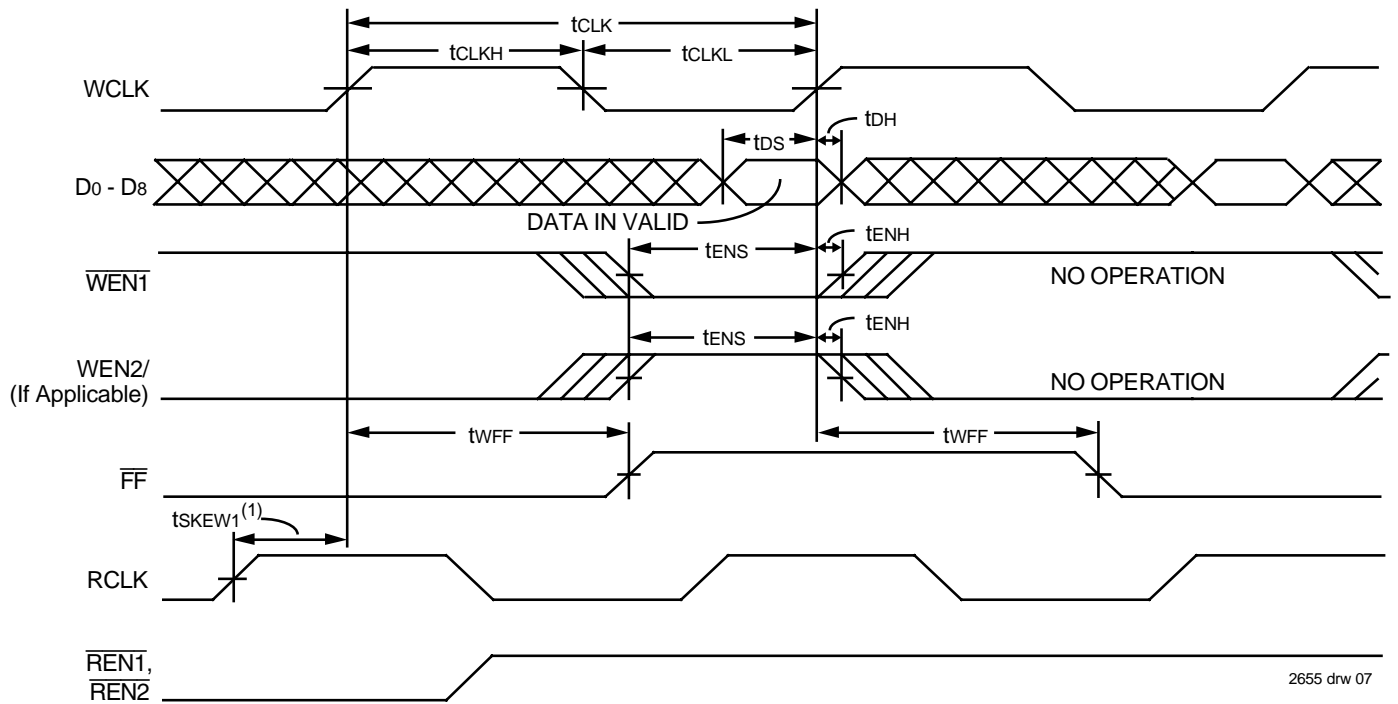 tCLK
tCLKH
tCLKL
WCLK
tDH
tDS
D0 - D8
DATA IN VALID
tENH
tENS
WEN1
NO OPERATION
tENH
tENS
WEN2/
(If Applicable)
NO OPERATION
tWFF
tWFF
FF
tSKEW1(1)
RCLK
REN1,
REN2
2655 drw 07